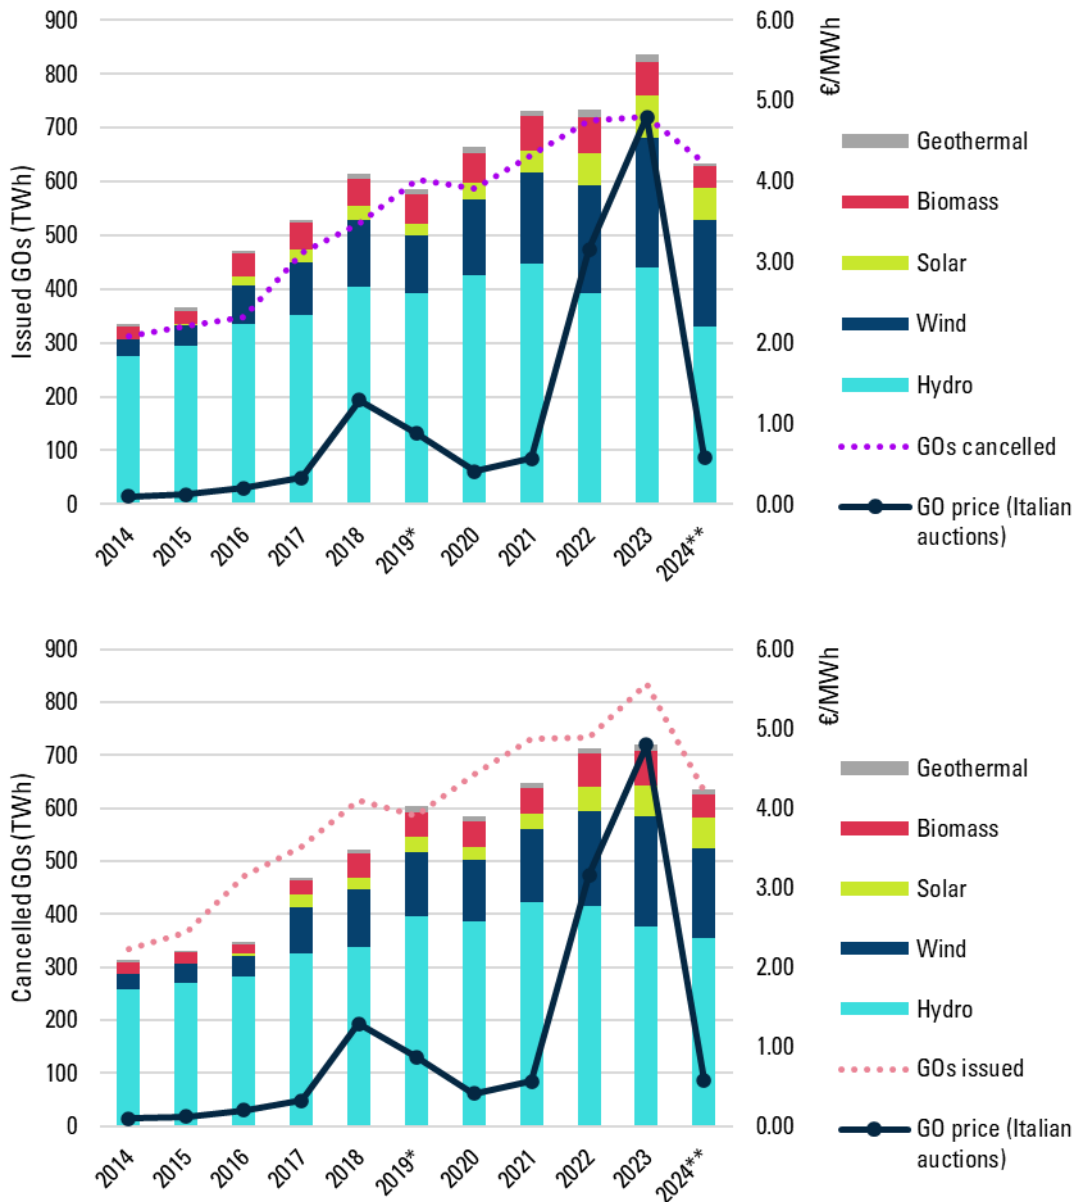 900
800
700
600
500
400
300
200
100
0
Issued GOs (TWh)
6.00
5.00
4.00
3.00
2.00
1.00
0.00
€/MWh
2014
2015
2016
2017
2018
2019*
2020
2021
2022
2023
2024**
Geothermal
Biomass
Solar
Wind
Hydro
GOs cancelled
GO price (Italian
auctions)
900
800
700
600
500
400
300
200
100
0
Cancelled GOs (TWh)
6.00
5.00
4.00
3.00
2.00
1.00
0.00
€/MWh
2014
2015
2016
2017
2018
2019*
2020
2021
2022
2023
2024**
Geothermal
Biomass
Solar
Wind
Hydro
GOs issued
GO price (Italian
auctions)